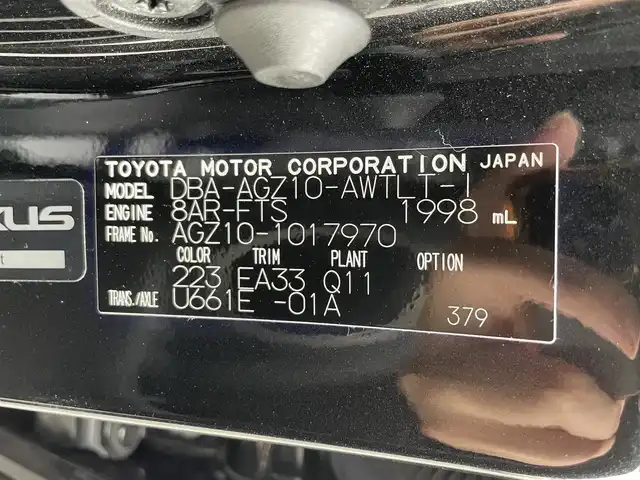 TOYOTA MOTOR CORPORATION JAPAN
MODEL DBA-AGZ10-AWTLT-I
ENGINE 8AR-FTS 1998 mL
FRAME No. AGZ10-1017970
COLOR TRIM PLANT OPTION
223 EA33 Q11
TRANS./AXLE U661E -01A 379